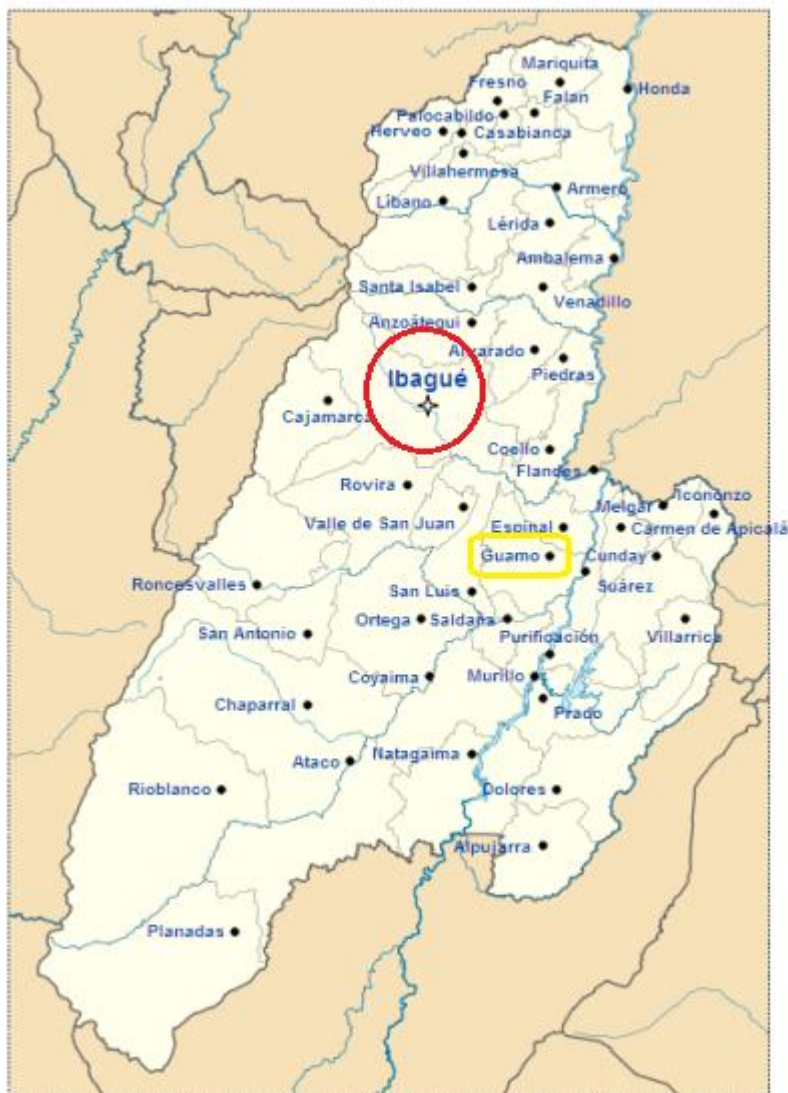 Mariquita
Fresno
Honda
Falan
Palocabildo
Herveo
Casabianca
Villahermosa
Armero
Líbano
Lérida
Ambalema
Santa Isabel
Venadillo
Anzoátegui
Alvarado
Piedras
Ibagué
Cajamarca
Coello
Flandes
Rovira
Icononzo
Melgar
Valle de San Juan
Espinal
Carmen de Apicalá
Guamo
Cunday
Roncesvalles
Suárez
San Luis
Ortega
Saldaña
San Antonio
Purificación
Villarrica
Coyaima
Murillo
Chaparral
Prado
Natagaima
Ataco
Rioblanco
Dolores
Alpujarra
Planadas